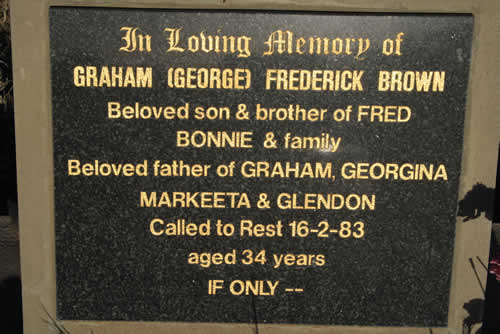 In Loving Memory of
GRAHAM (GEORGE) FREDERICK BROWN
Beloved son & brother of FRED
BONNIE & family
Beloved father of GRAHAM, GEORGINA
MARKEETA & GLENDON
Called to Rest 16-2-83
aged 34 years
IF ONLY --